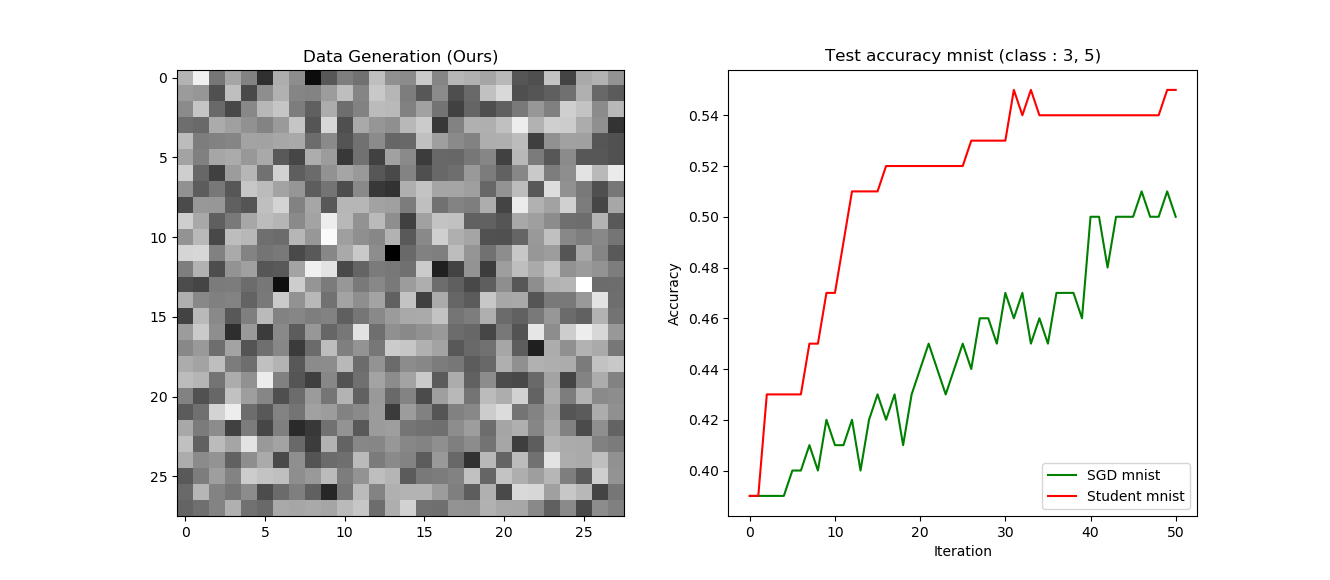 Data Generation (Ours)
0
5
10
15
20
25
0 5 10 15 20 25
Test accuracy mnist (class : 3, 5)
Accuracy
0.54
0.52
0.50
0.48
0.46
0.44
0.42
0.40
SGD mnist
Student mnist
0 10 20 30 40 50
Iteration